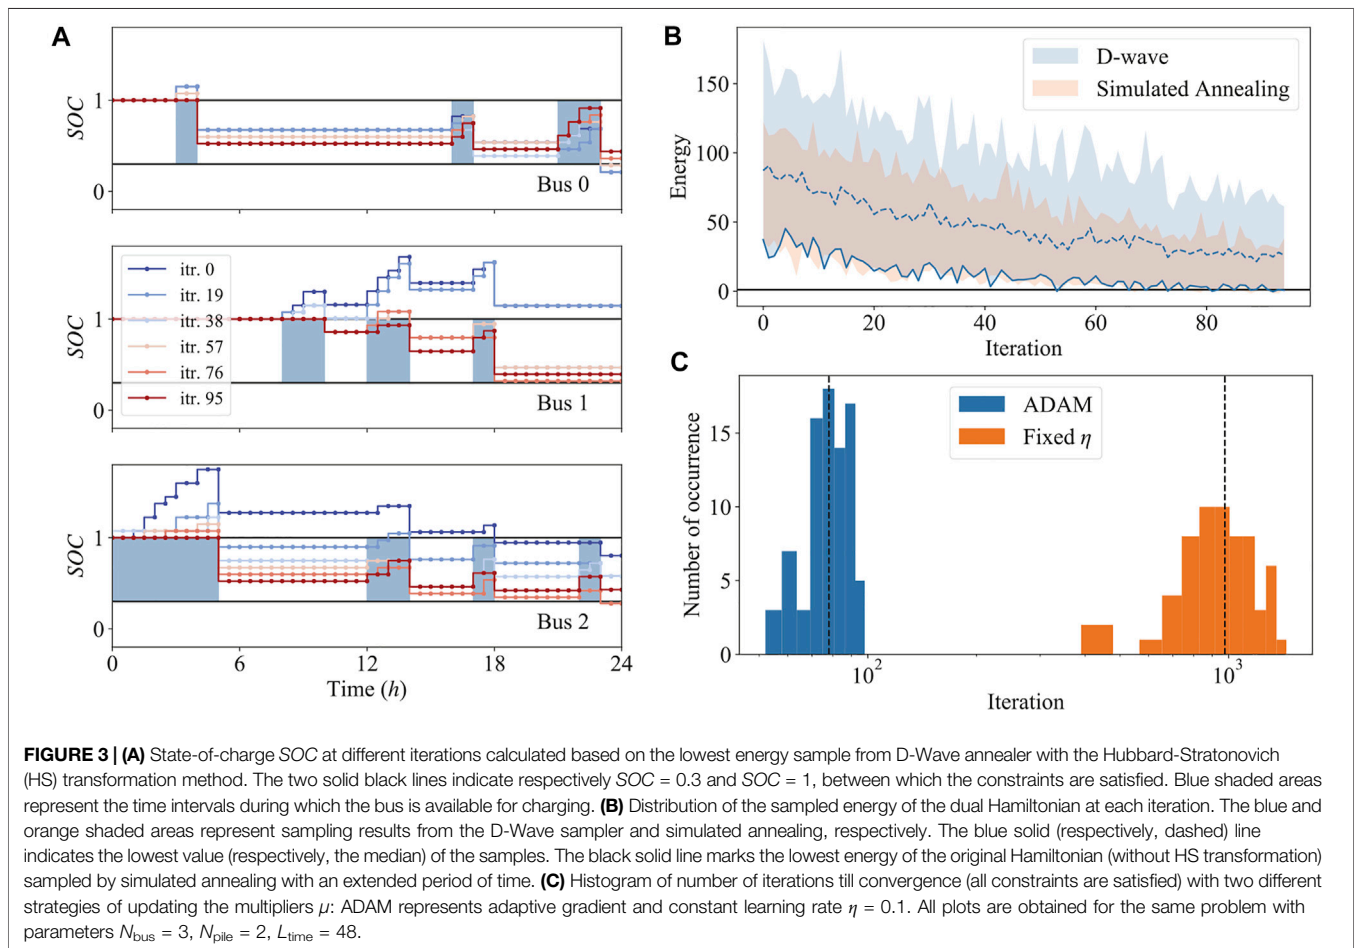 A
SOC
1
0
Bus 0
SOC
1
0
itr. 0
itr. 19
itr. 38
itr. 57
itr. 76
itr. 95
Bus 1
SOC
1
0
Bus 2
0
6
12
18
24
Time (h)
B
Energy
150
100
50
0
D-wave
Simulated Annealing
0
20
40
60
80
Iteration
C
Number of occurrence
15
10
5
0
ADAM
Fixed η
10²
10³
Iteration
FIGURE 3 | (A) State-of-charge SOC at different iterations calculated based on the lowest energy sample from D-Wave annealer with the Hubbard-Stratonovich
(HS) transformation method. The two solid black lines indicate respectively SOC = 0.3 and SOC = 1, between which the constraints are satisfied. Blue shaded areas
represent the time intervals during which the bus is available for charging. (B) Distribution of the sampled energy of the dual Hamiltonian at each iteration. The blue and
orange shaded areas represent sampling results from the D-Wave sampler and simulated annealing, respectively. The blue solid (respectively, dashed) line
indicates the lowest value (respectively, the median) of the samples. The black solid line marks the lowest energy of the original Hamiltonian (without HS transformation)
sampled by simulated annealing with an extended period of time. (C) Histogram of number of iterations till convergence (all constraints are satisfied) with two different
strategies of updating the multipliers μ: ADAM represents adaptive gradient and constant learning rate η = 0.1. All plots are obtained for the same problem with
parameters N_bus = 3, N_pile = 2, L_time = 48.